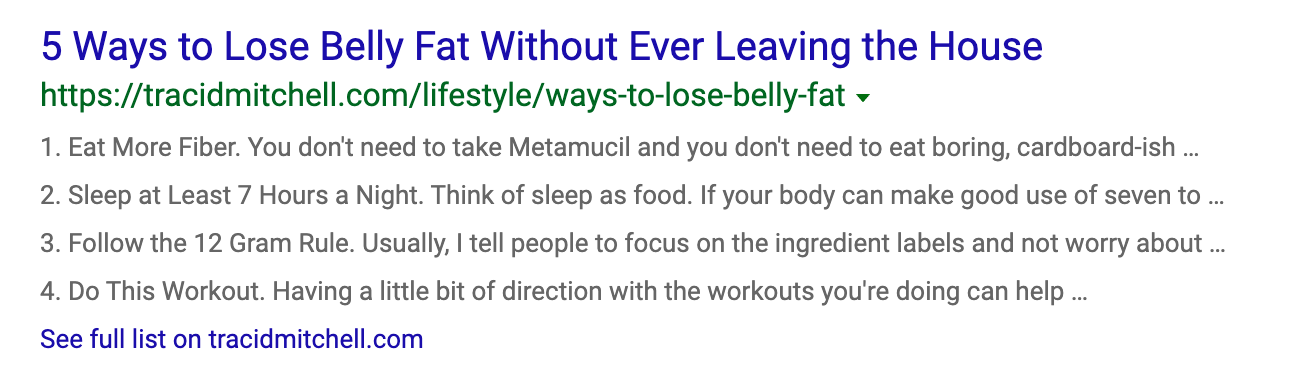 5 Ways to Lose Belly Fat Without Ever Leaving the House
https://tracidmitchell.com/lifestyle/ways-to-lose-belly-fat
1. Eat More Fiber. You don't need to take Metamucil and you don't need to eat boring, cardboard-ish ...
2. Sleep at Least 7 Hours a Night. Think of sleep as food. If your body can make good use of seven to ...
3. Follow the 12 Gram Rule. Usually, I tell people to focus on the ingredient labels and not worry about ...
4. Do This Workout. Having a little bit of direction with the workouts you're doing can help ...
See full list on tracidmitchell.com